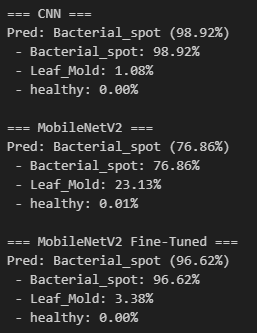 === CNN ===
Pred: Bacterial_spot (98.92%)
- Bacterial_spot: 98.92%
- Leaf_Mold: 1.08%
- healthy: 0.00%
=== MobileNetV2 ===
Pred: Bacterial_spot (76.86%)
- Bacterial_spot: 76.86%
- Leaf_Mold: 23.13%
- healthy: 0.01%
=== MobileNetV2 Fine-Tuned ===
Pred: Bacterial_spot (96.62%)
- Bacterial_spot: 96.62%
- Leaf_Mold: 3.38%
- healthy: 0.00%